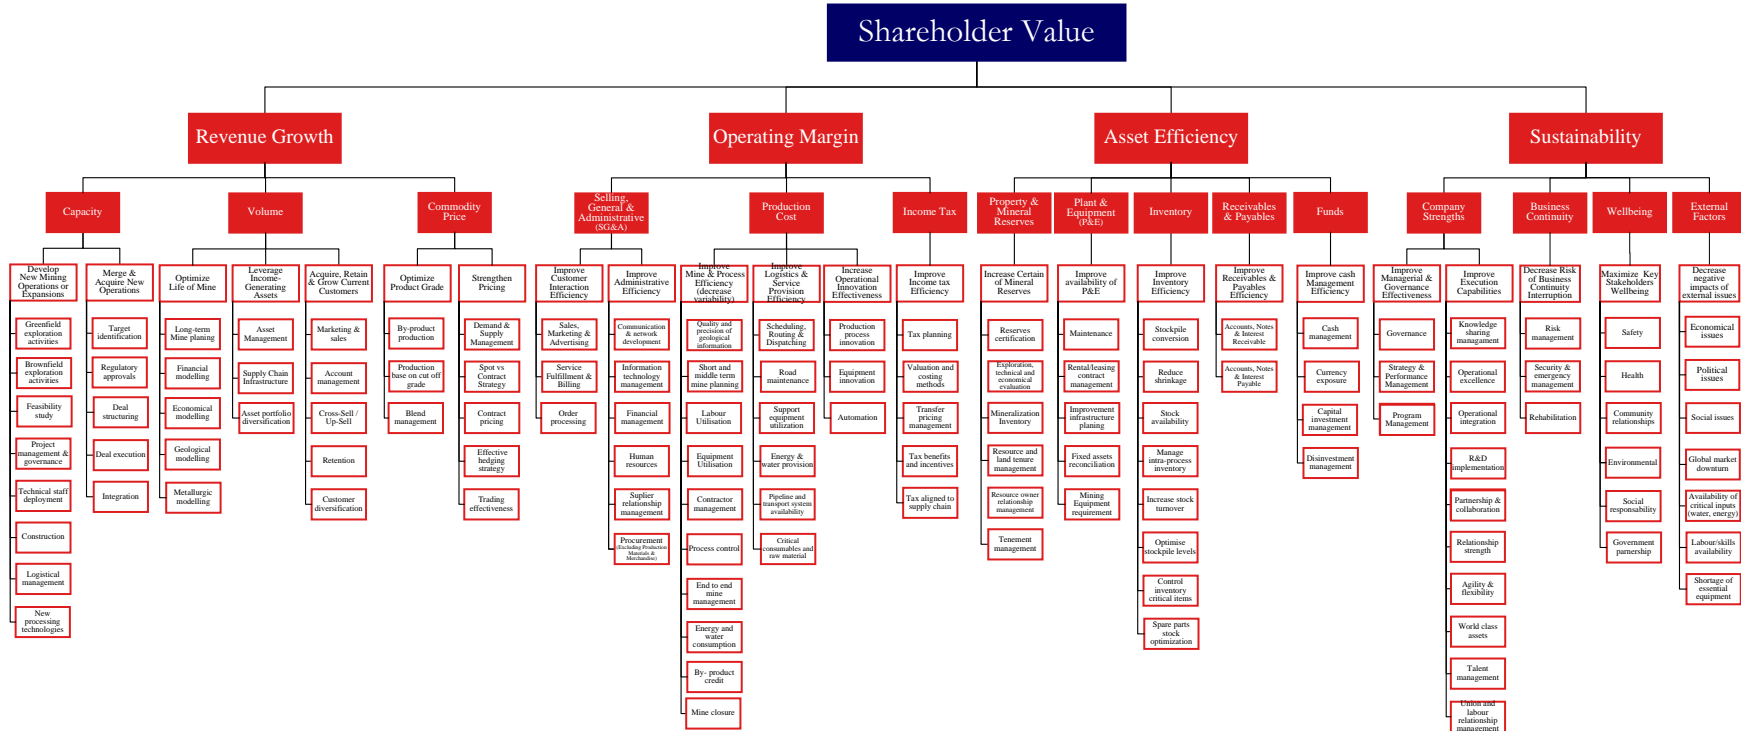 Shareholder Value
Revenue Growth
Operating Margin
Asset Efficiency
Sustainability
Capacity
Volume
Commodity
Price
Selling,
General &
Administrative
(SG&A)
Production
Cost
Income Tax
Property &
Mineral
Reserves
Plant &
Equipment
(P&E)
Inventory
Receivables
& Payables
Funds
Company
Strengths
Business
Continuity
Wellbeing
External
Factors
Develop
New Mining
Operations or
Expansions
Greenfield
exploration
activities
Brownfield
exploration
activities
Feasibility
study
Project
management &
governance
Technical staff
deployment
Construction
Logistical
management
New
processing
technologies
Merge &
Acquire New
Operations
Target
identification
Regulatory
approvals
Deal
structuring
Deal execution
Integration
Optimize
Life of Mine
Long-term
Mine planing
Financial
modelling
Economical
modelling
Geological
modelling
Metallurgic
modelling
Leverage
Income-
Generating
Assets
Asset
Management
Supply Chain
Infrastructure
Asset portfolio
diversification
Acquire, Retain
& Grow Current
Customers
Marketing &
sales
Account
management
Cross-Sell /
Up-Sell
Retention
Customer
diversification
Optimize
Product Grade
By-product
production
Production
base on cut off
grade
Blend
management
Strengthen
Pricing
Demand &
Supply
Management
Spot vs
Contract
Strategy
Contract
pricing
Effective
hedging
strategy
Trading
effectiveness
Improve
Customer
Interaction
Efficiency
Sales,
Marketing &
Advertising
Service
Fulfillment &
Billing
Order
processing
Improve
Administrative
Efficiency
Communication
& network
development
Information
technology
management
Financial
management
Human
resources
Suplier
relationship
management
Procurement
(Excluding Production
Materials &
Merchandise)
Improve
Mine & Process
Efficiency
(decrease
variability)
Quality and
precision of
geological
information
Short and
middle term
mine planning
Labour
Utilisation
Equipment
Utilisation
Contractor
management
Process control
End to end
mine
management
Energy and
water
consumption
By- product
credit
Mine closure
Improve
Logistics &
Service
Provision
Efficiency
Scheduling,
Routing &
Dispatching
Road
maintenance
Support
equipment
utilization
Energy &
water provision
Pipeline and
transport system
availability
Critical
consumables and
raw material
Increase
Operational
Innovation
Effectiveness
Production
process
innovation
Equipment
innovation
Automation
Improve
Income tax
Efficiency
Tax planning
Valuation and
costing
methods
Transfer
pricing
management
Tax benefits
and incentives
Tax aligned to
supply chain
Increase Certain
of Mineral
Reserves
Reserves
certification
Exploration,
technical and
economical
evaluation
Mineralization
Inventory
Resource and
land tenure
management
Resource owner
relationship
management
Tenement
management
Improve
availability of
P&E
Maintenance
Rental/leasing
contract
management
Improvement
infrastructure
planing
Fixed assets
reconciliation
Mining
Equipment
requirement
Improve
Inventory
Efficiency
Stockpile
conversion
Reduce
shrinkage
Stock
availability
Manage
intra-process
inventory
Increase stock
turnover
Optimise
stockpile levels
Control
inventory
critical items
Spare parts
stock
optimization
Improve
Receivables &
Payables
Efficiency
Accounts, Notes
& Interest
Receivable
Accounts, Notes
& Interest
Payable
Improve cash
Management
Efficiency
Cash
management
Currency
exposure
Capital
investment
management
Disinvestment
management
Improve
Managerial &
Governance
Effectiveness
Governance
Strategy &
Performance
Management
Program
Management
Improve
Execution
Capabilities
Knowledge
sharing
managament
Operational
excellence
Operational
integration
R&D
implementation
Partnership &
collaboration
Relationship
strength
Agility &
flexibility
World class
assets
Talent
management
Union and
labour
relationship
management
Decrease Risk
of Business
Continuity
Interruption
Risk
management
Security &
emergency
management
Rehabilitation
Maximize Key
Stakeholders'
Wellbeing
Safety
Health
Community
relationships
Environmental
Social
responsability
Government
parnership
Decrease
negative
impacts of
external issues
Economical
issues
Political
issues
Social issues
Global market
downturn
Availability of
critical inputs
(water, energy)
Labour/skills
availability
Shortage of
essential
equipment